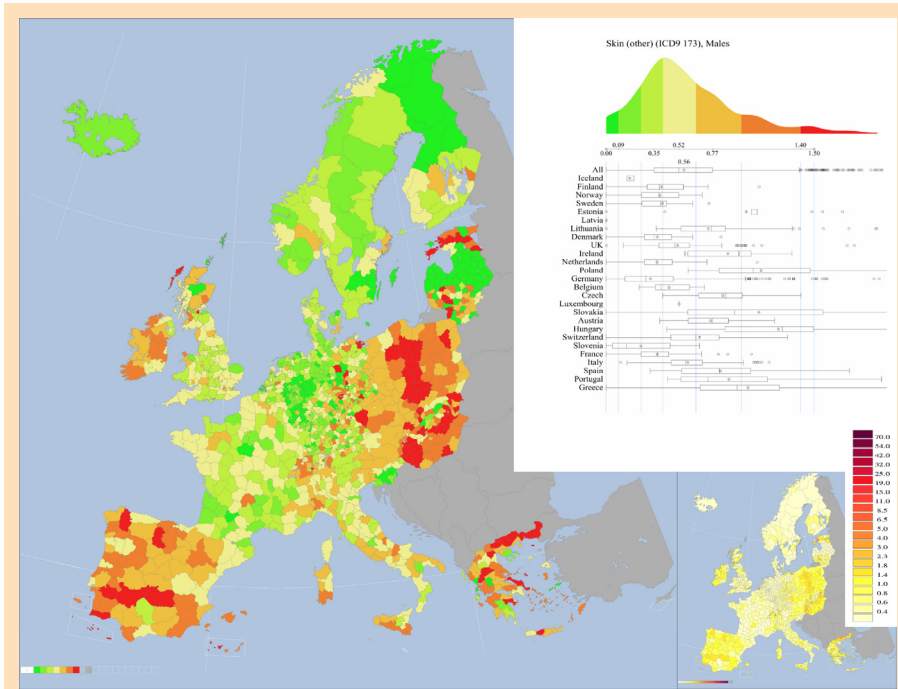 Skin (other) (ICD9 173), Males
0.09 0.52 1.40
0.00 0.35 0.77 1.50
0.56
All
Iceland
Finland
Norway
Sweden
Estonia
Latvia
Lithuania
Denmark
UK
Ireland
Netherlands
Poland
Germany
Belgium
Czech
Luxembourg
Slovakia
Austria
Hungary
Switzerland
Slovenia
France
Italy
Spain
Portugal
Greece
70.0
54.0
42.0
32.0
25.0
19.0
15.0
11.0
8.5
6.5
5.0
4.0
3.0
2.3
1.8
1.4
1.0
0.8
0.6
0.4